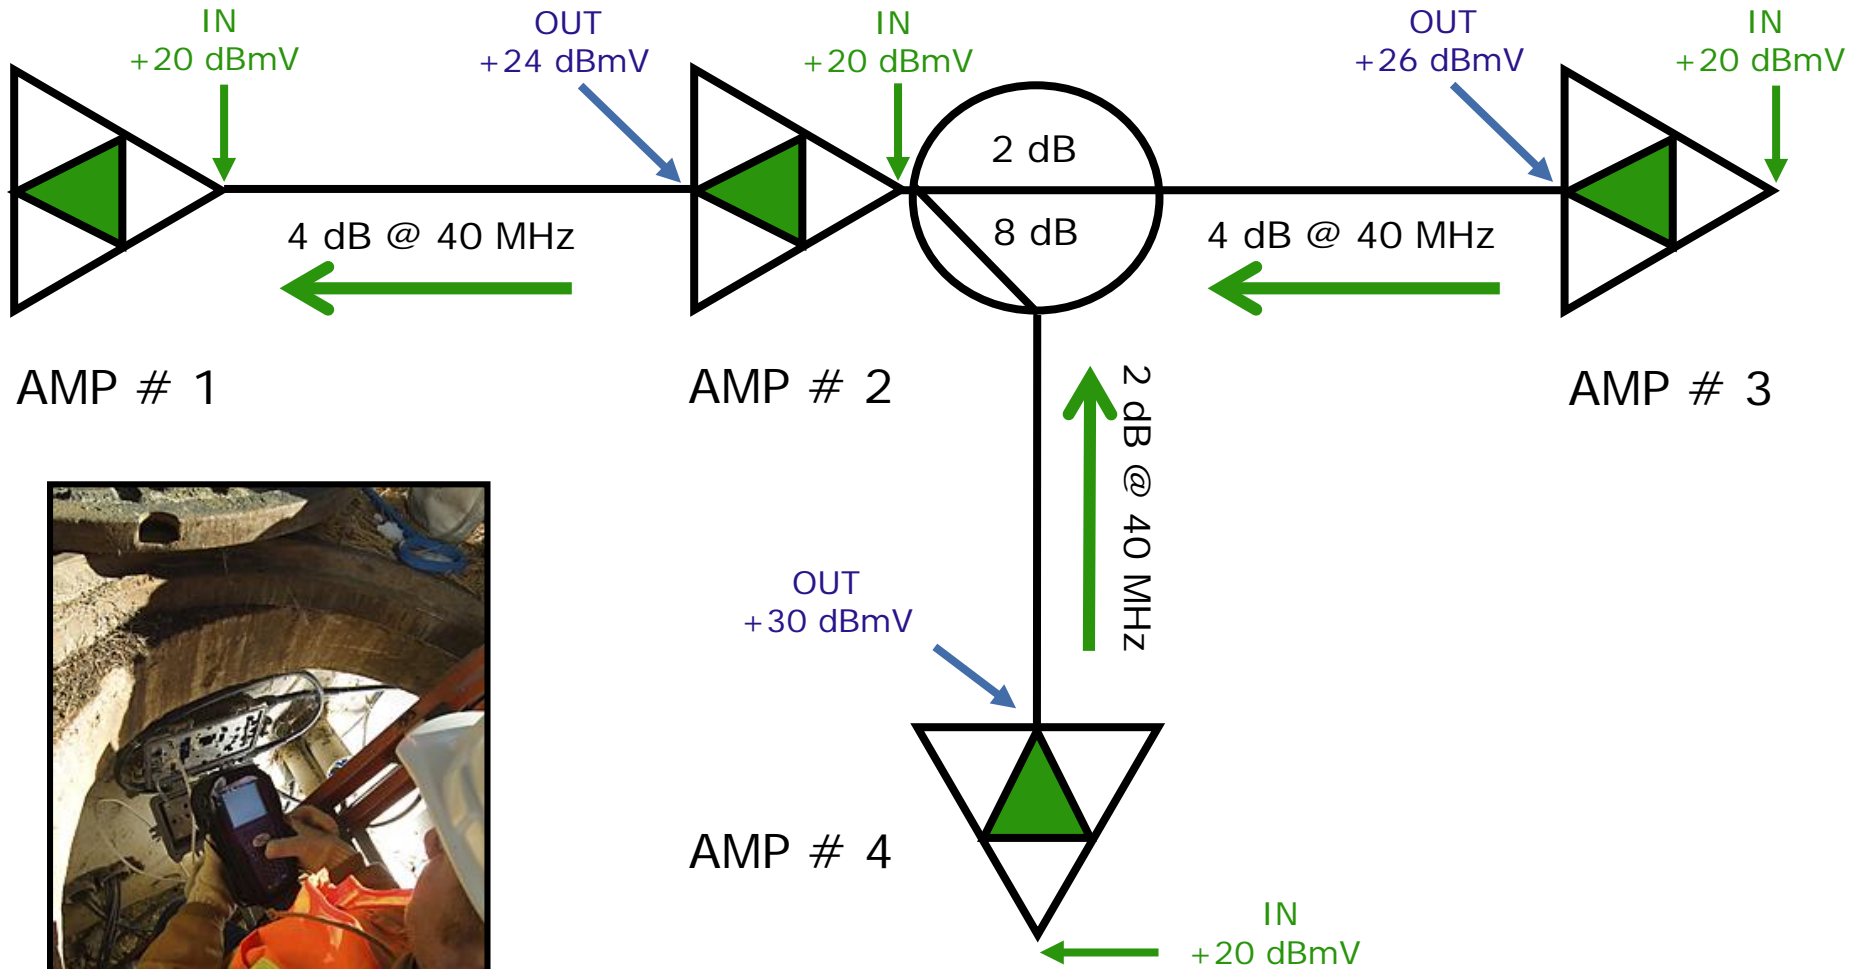 IN
+20 dBmV
OUT
+24 dBmV
IN
+20 dBmV
OUT
+26 dBmV
IN
+20 dBmV
2 dB
8 dB
4 dB @ 40 MHz
4 dB @ 40 MHz
AMP # 1
AMP # 2
AMP # 3
2 dB @ 40 MHz
OUT
+30 dBmV
AMP # 4
IN
+20 dBmV